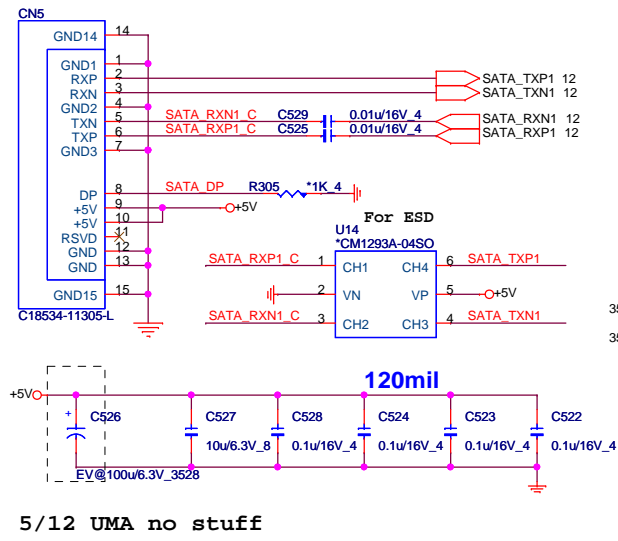 CN5
GND14 14
GND1 1
RXP 2 SATA_TXP1 12
RXN 3 SATA_TXN1 12
GND2 4
TXN 5 SATA_RXN1_C C529 0.01u/16V_4 SATA_RXN1 12
TXP 6 SATA_RXP1_C C525 0.01u/16V_4 SATA_RXP1 12
GND3 7
DP 8 SATA_DP R305 *1K_4
+5V 9 +5V
+5V 10
RSVD 11
GND 12
GND 13
GND15 15
C18534-11305-L
For ESD
U14
*CM1293A-04SO
SATA_RXP1_C 1 CH1 CH4 6 SATA_TXP1
2 VN VP 5 +5V
SATA_RXN1_C 3 CH2 CH3 4 SATA_TXN1
35
35
120mil
+5V
+ C526 C527 C528 C524 C523 C522
10u/6.3V_8 0.1u/16V_4 0.1u/16V_4 0.1u/16V_4 0.1u/16V_4
EV@100u/6.3V_3528
5/12 UMA no stuff